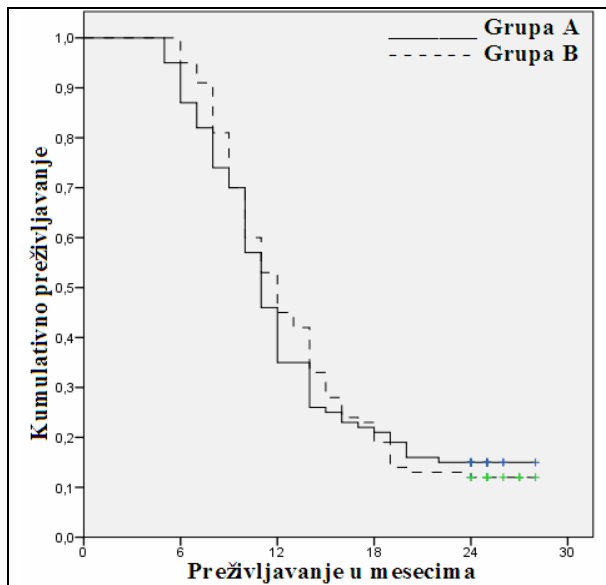 Grupa A
Grupa B
Kumulativno preživljavanje
1,0
0,9
0,8
0,7
0,6
0,5
0,4
0,3
0,2
0,1
0,0
0 6 12 18 24 30
Preživljavanje u mesecima